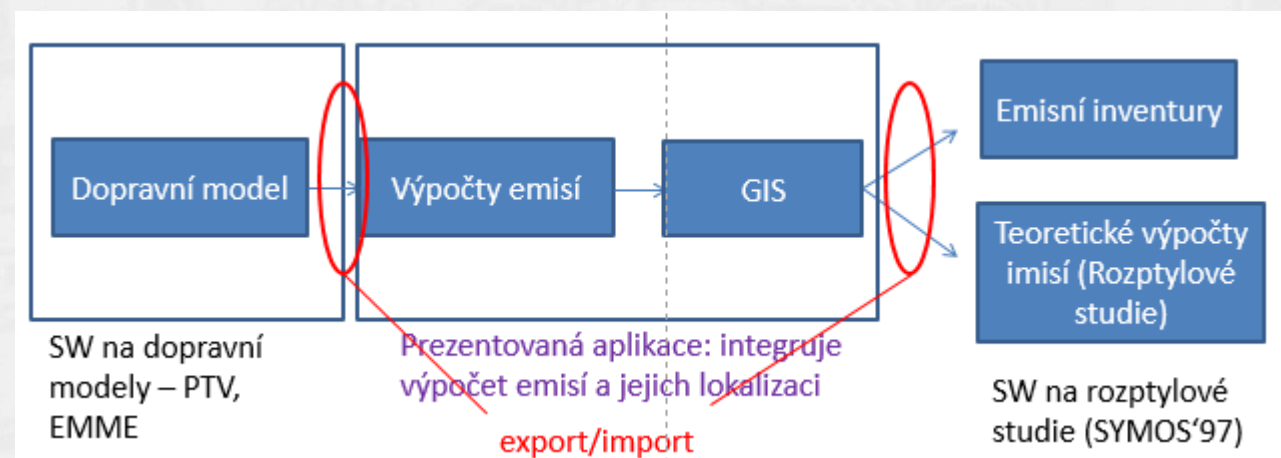 Dopravní model
Výpočty emisí
GIS
Emisní inventury
Teoretické výpočty
imisí (Rozptylové
studie)
SW na dopravní
modely – PTV,
EMME
Prezentovaná aplikace: integruje
výpočet emisí a jejich lokalizaci
export/import
SW na rozptylové
studie (SYMOS‘97)